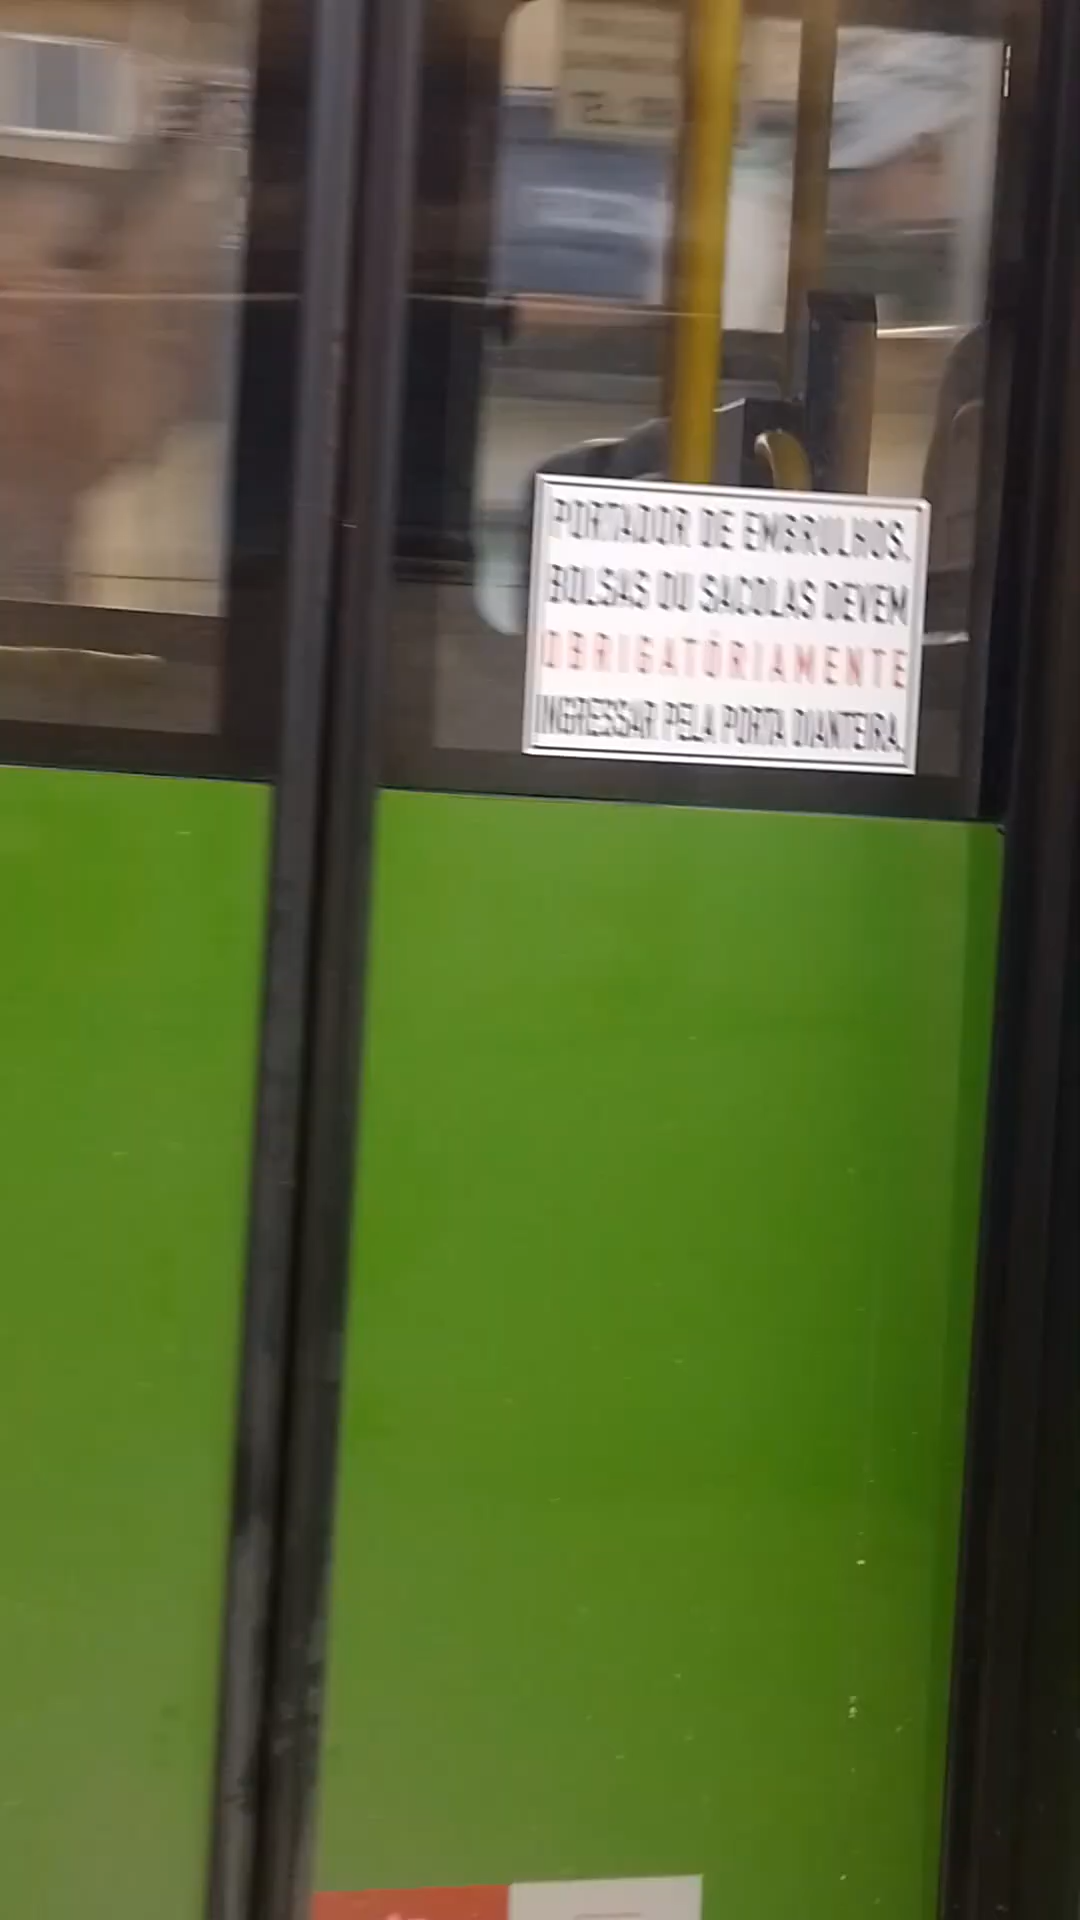 PORTADOR DE EMBRULHOS,
BOLSAS OU SACOLAS DEVEM
OBRIGATÓRIAMENTE
INGRESSAR PELA PORTA DIANTEIRA.